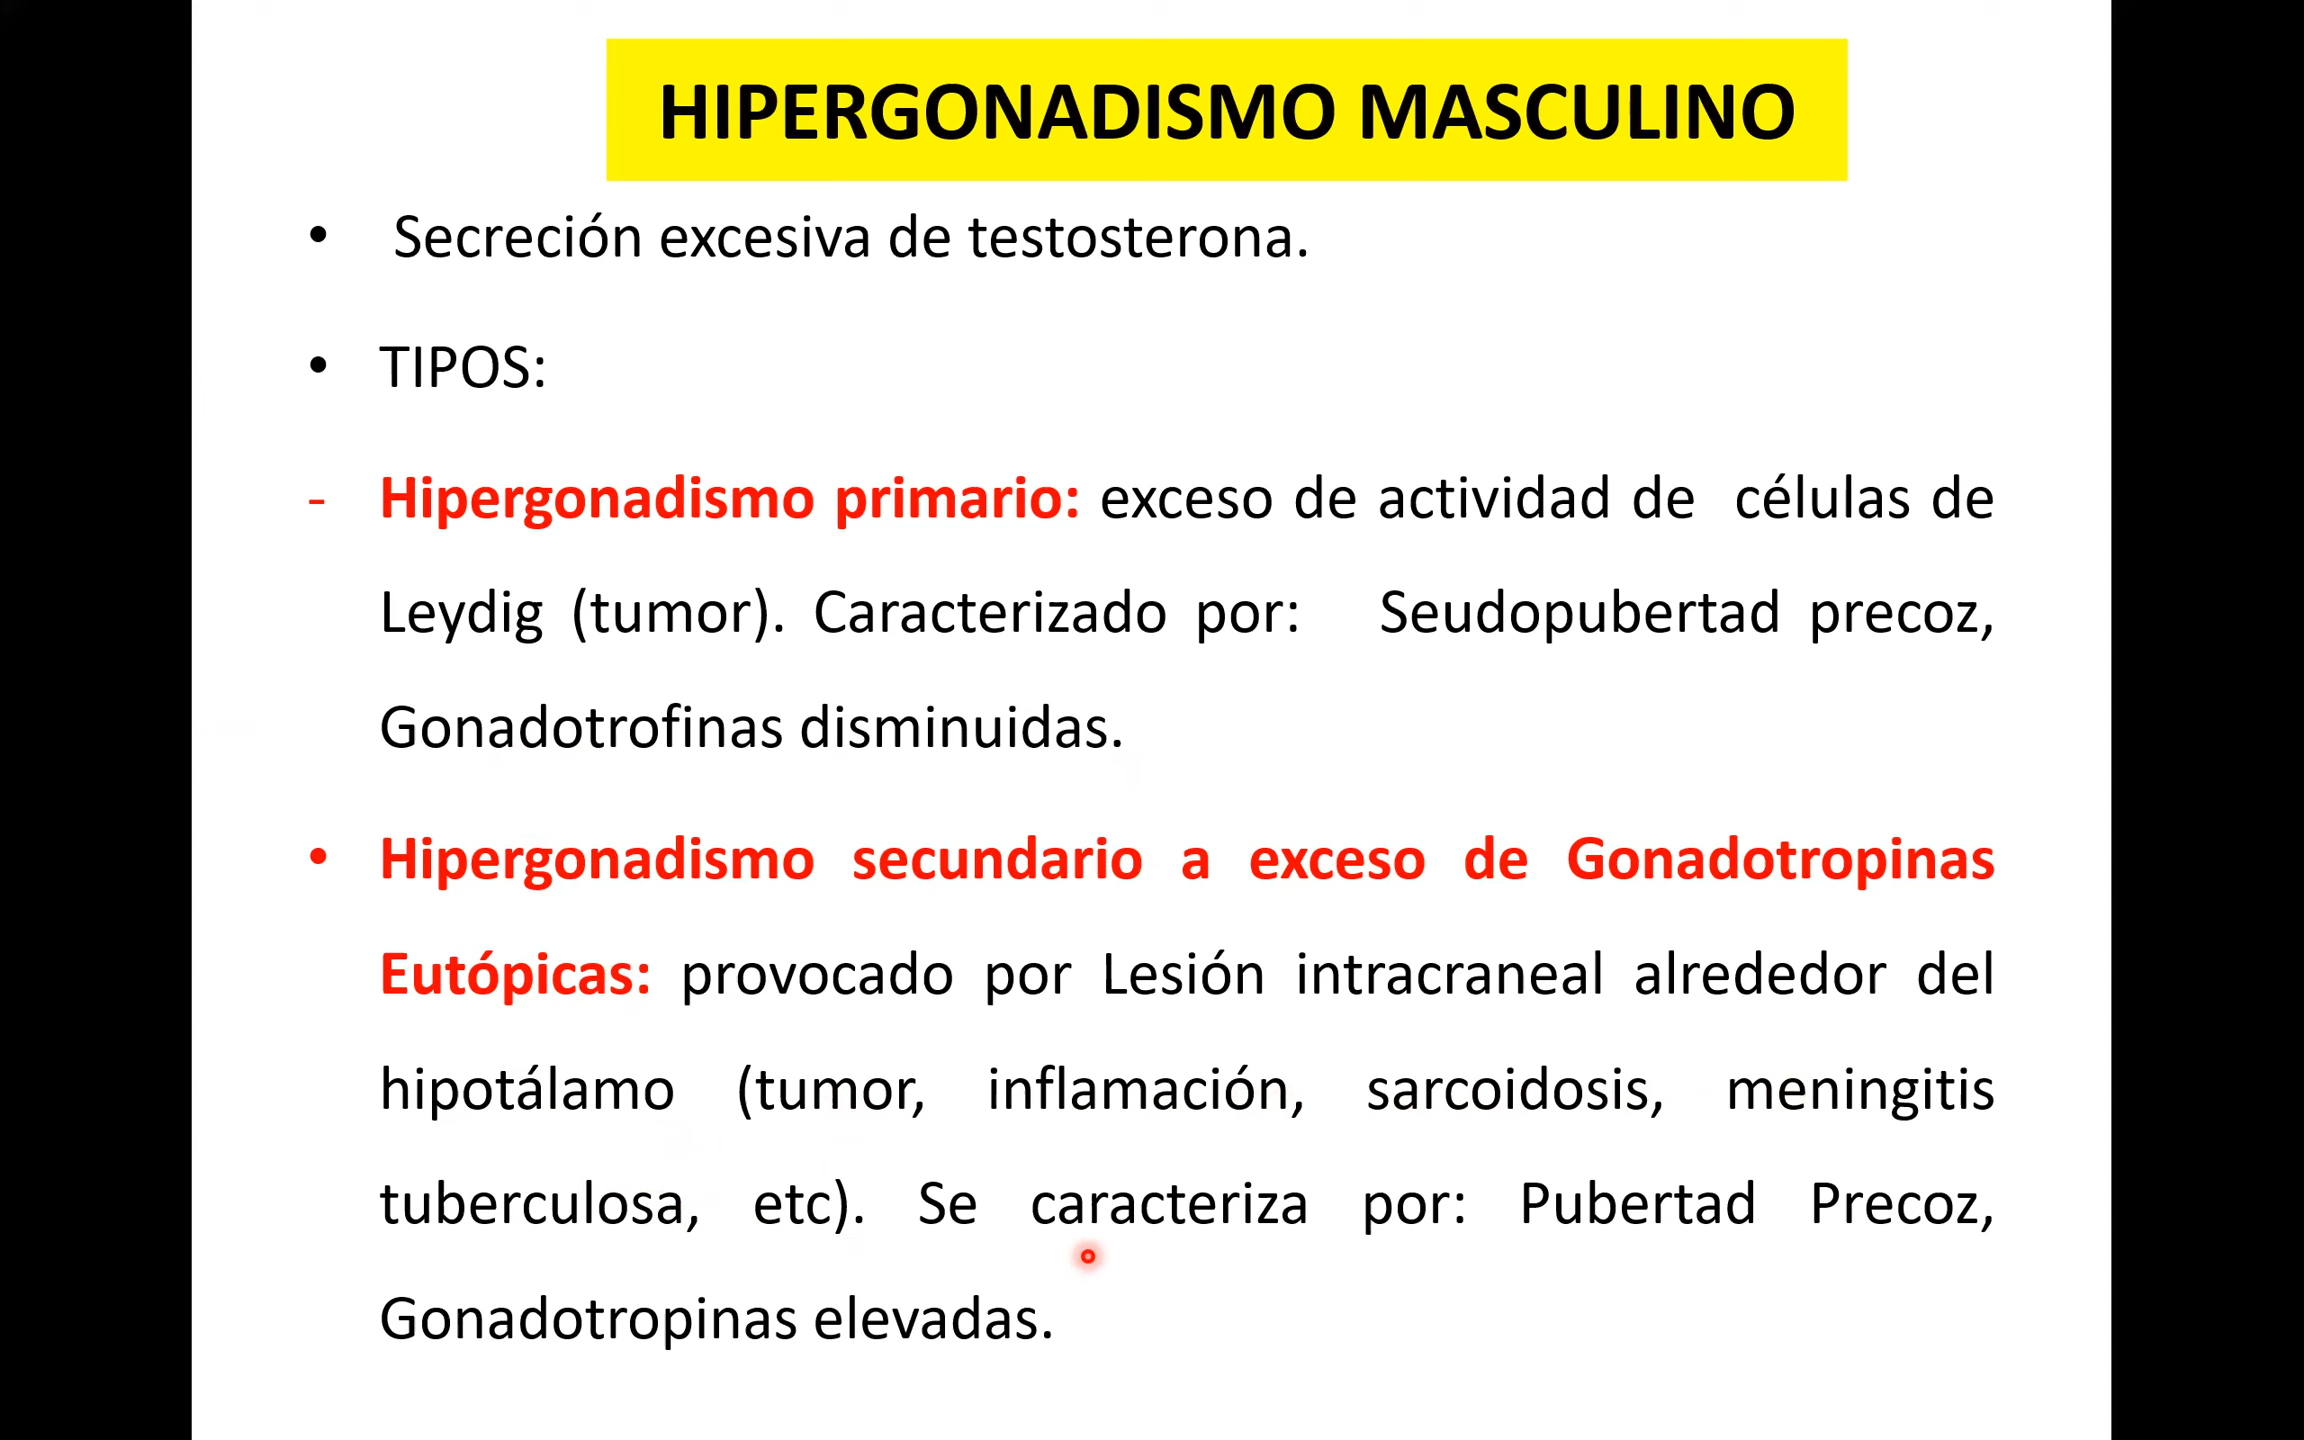 HIPERGONADISMO MASCULINO
• Secreción excesiva de testosterona.
• TIPOS:
- Hipergonadismo primario: exceso de actividad de células de
Leydig (tumor). Caracterizado por: Seudopubertad precoz,
Gonadotrofinas disminuidas.
• Hipergonadismo secundario a exceso de Gonadotropinas
Eutópicas: provocado por Lesión intracraneal alrededor del
hipotálamo (tumor, inflamación, sarcoidosis, meningitis
tuberculosa, etc). Se caracteriza por: Pubertad Precoz,
Gonadotropinas elevadas.